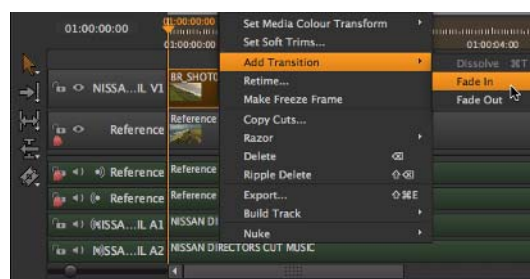 01:00:00:00
01:00:00:00
01:00:00:00
01:00:04:00
Set Media Colour Transform
Set Soft Trims...
Add Transition
Retime...
Make Freeze Frame
Copy Cuts...
Razor
Delete ⌫
Ripple Delete ⇧⌫
Export... ⇧⌘E
Build Track
Nuke
Dissolve ⌘T
Fade In
Fade Out
NISSA...IL V1 BR_SHOT
Reference Reference
Reference Reference
Reference Reference
NISSA...IL A1 NISSAN DI
SSA...IL A2 NISSAN DIRECTORS CUT MUSIC